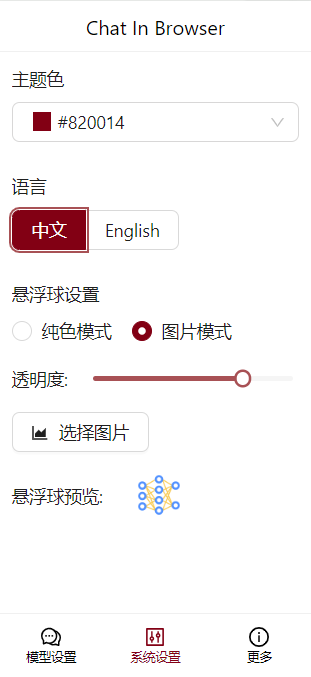 Chat In Browser
主题色
#820014
语言
中文 English
悬浮球设置
纯色模式 图片模式
透明度:
选择图片
悬浮球预览:
模型设置 系统设置 更多